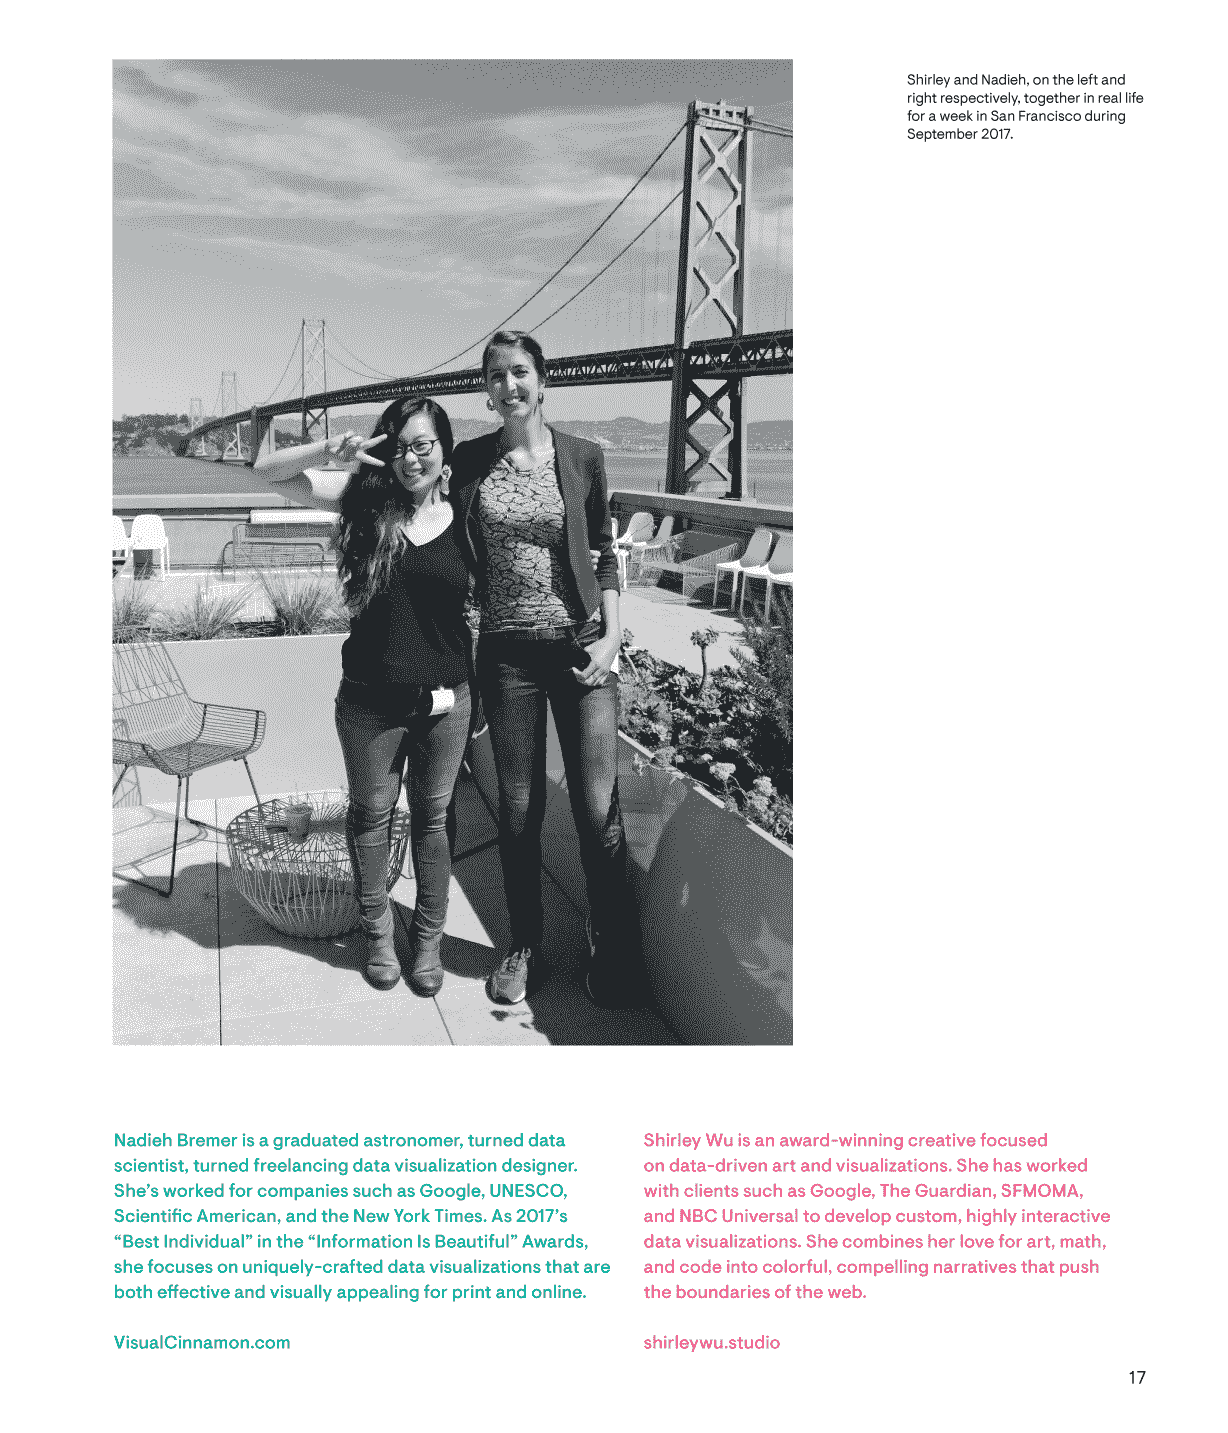 Shirley and Nadieh, on the left and
right respectively, together in real life
for a week in San Francisco during
September 2017.
Nadieh Bremer is a graduated astronomer, turned data
scientist, turned freelancing data visualization designer.
She’s worked for companies such as Google, UNESCO,
Scientific American, and the New York Times. As 2017’s
“Best Individual” in the “Information Is Beautiful” Awards,
she focuses on uniquely-crafted data visualizations that are
both effective and visually appealing for print and online.
VisualCinnamon.com
Shirley Wu is an award-winning creative focused
on data-driven art and visualizations. She has worked
with clients such as Google, The Guardian, SFMOMA,
and NBC Universal to develop custom, highly interactive
data visualizations. She combines her love for art, math,
and code into colorful, compelling narratives that push
the boundaries of the web.
shirleywu.studio
17